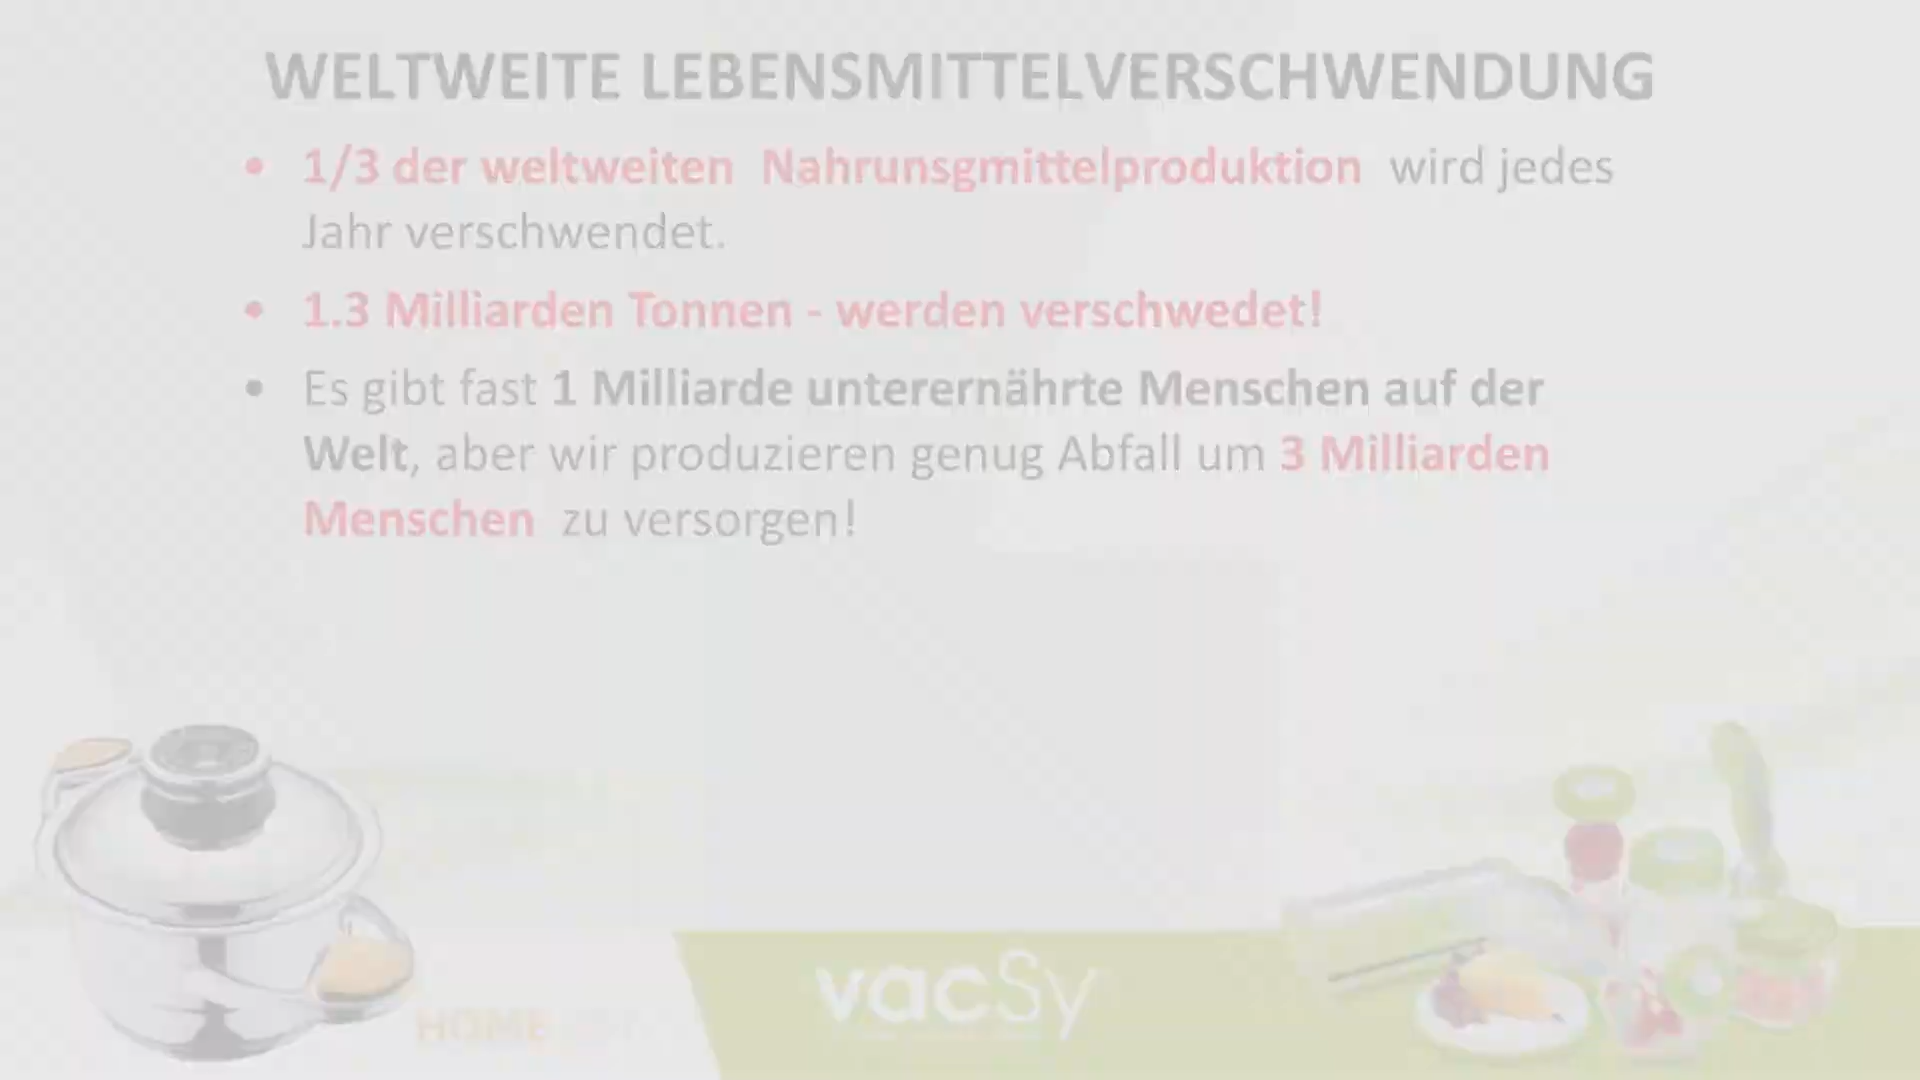 WELTWEITE LEBENSMITTELVERSCHWENDUNG
• 1/3 der weltweiten Nahrunsgmittelproduktion wird jedes
Jahr verschwendet.
• 1.3 Milliarden Tonnen - werden verschwedet!
• Es gibt fast 1 Milliarde unterernährte Menschen auf der
Welt, aber wir produzieren genug Abfall um 3 Milliarden
Menschen zu versorgen!
vacSy
HOME